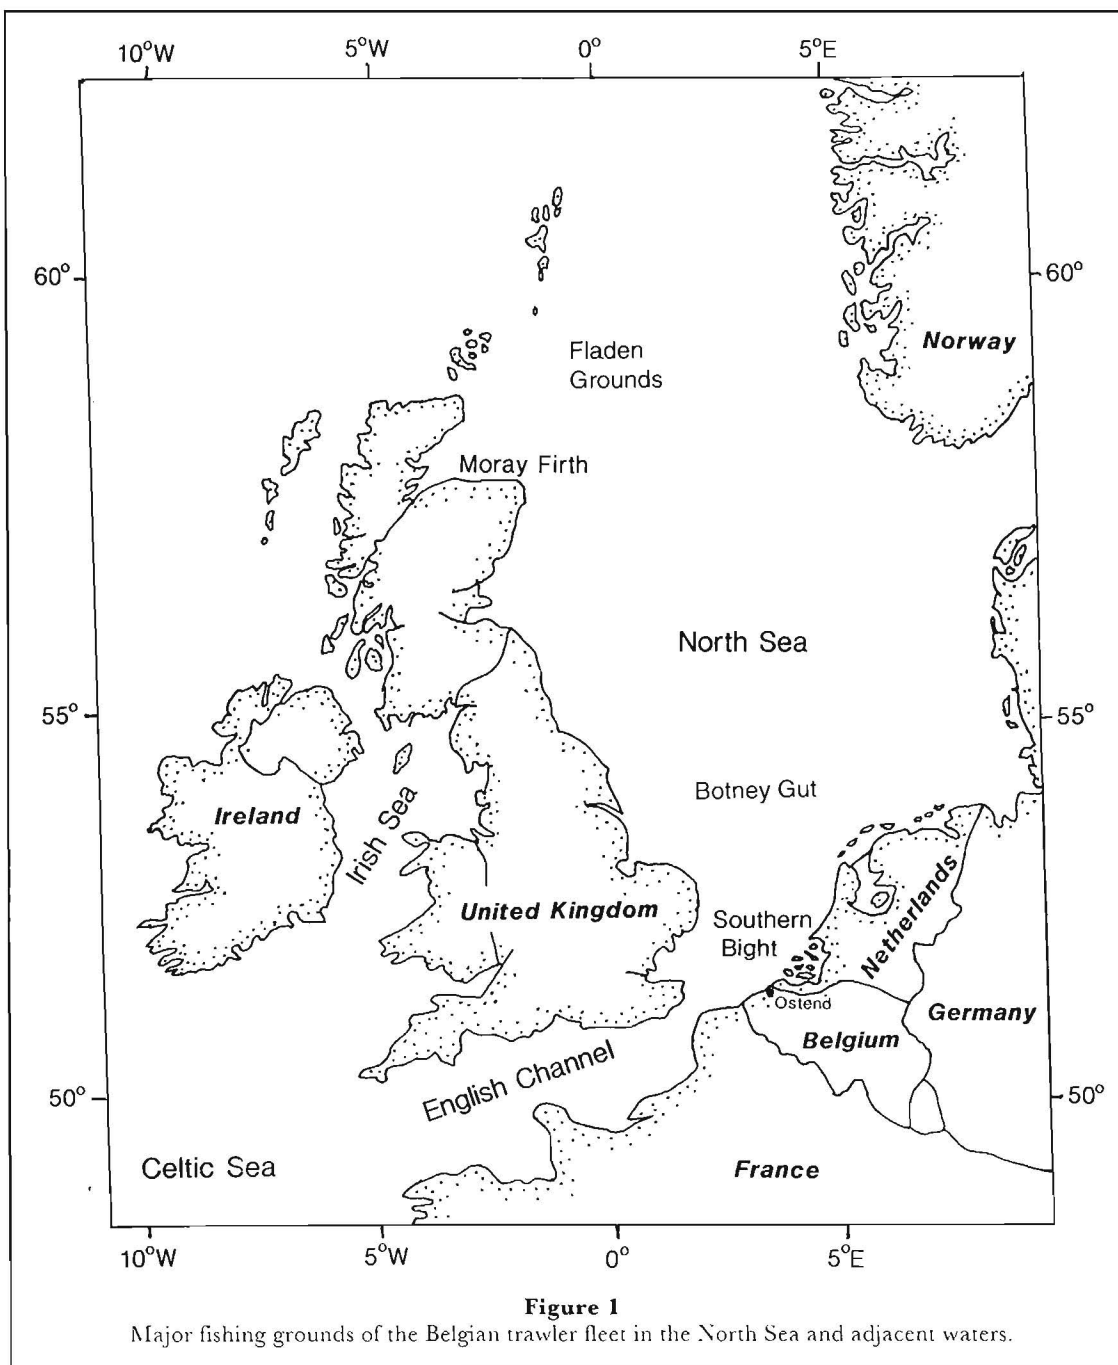 10°W 5°W 0° 5°E
60° 60°
Norway
Fladen
Grounds
Moray Firth
North Sea
55° 55°
Botney Gut
Ireland
Irish Sea
United Kingdom
Southern
Bight
Netherlands
Ostend
Germany
Belgium
English Channel
50° 50°
Celtic Sea
France
10°W 5°W 0° 5°E
Figure 1
Major fishing grounds of the Belgian trawler fleet in the North Sea and adjacent waters.